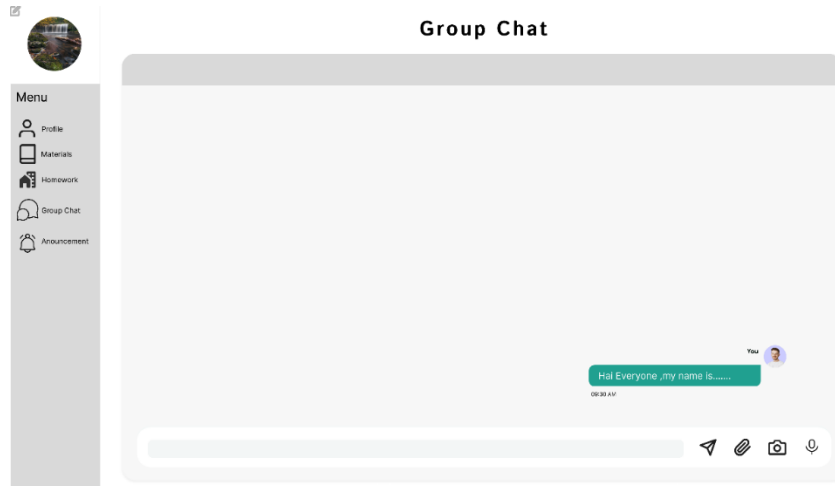 Group Chat
Menu
Profile
Materials
Homework
Group Chat
Anouncement
You
Hai Everyone ,my name is.......
09:30 AM